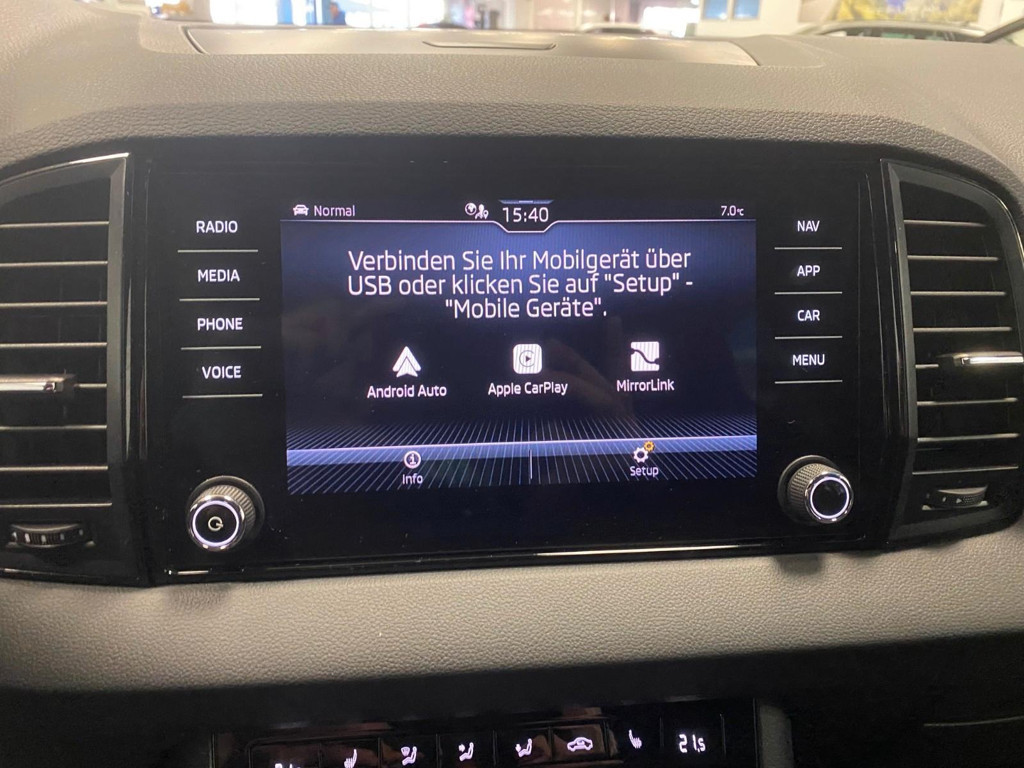 Normal
15:40
7.0°C
RADIO
MEDIA
PHONE
VOICE
Verbinden Sie Ihr Mobilgerät über
USB oder klicken Sie auf "Setup" -
"Mobile Geräte".
Android Auto
Apple CarPlay
MirrorLink
Info
Setup
NAV
APP
CAR
MENU
21.5